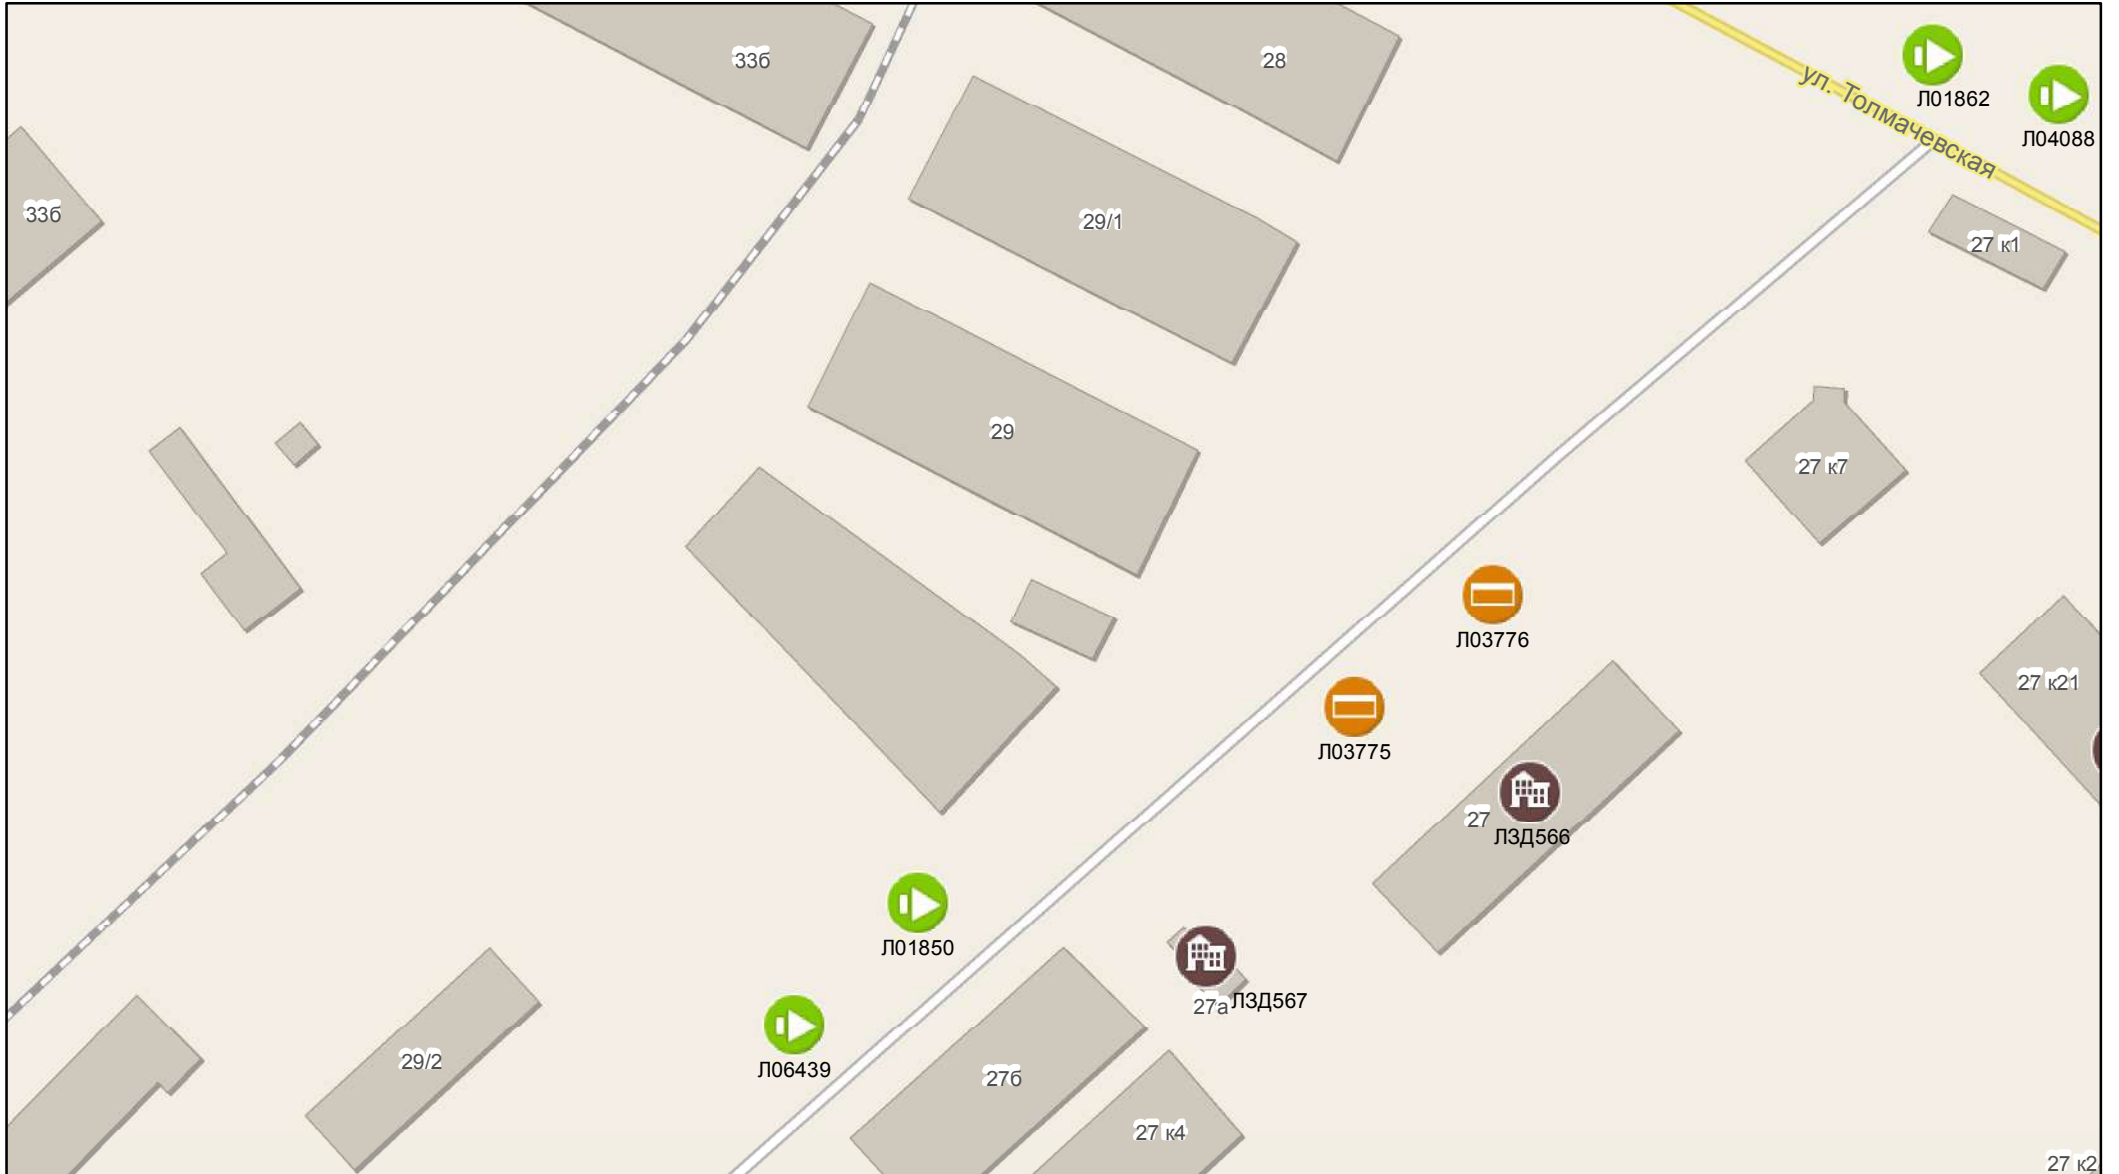 33б
28
ул. Толмачевская
Л01862
Л04088
33б
29/1
27 к1
29
27 к7
Л03776
27 к21
Л03775
27
ЛЗД566
Л01850
27а
ЛЗД567
Л06439
29/2
27б
27 к4
27 к2